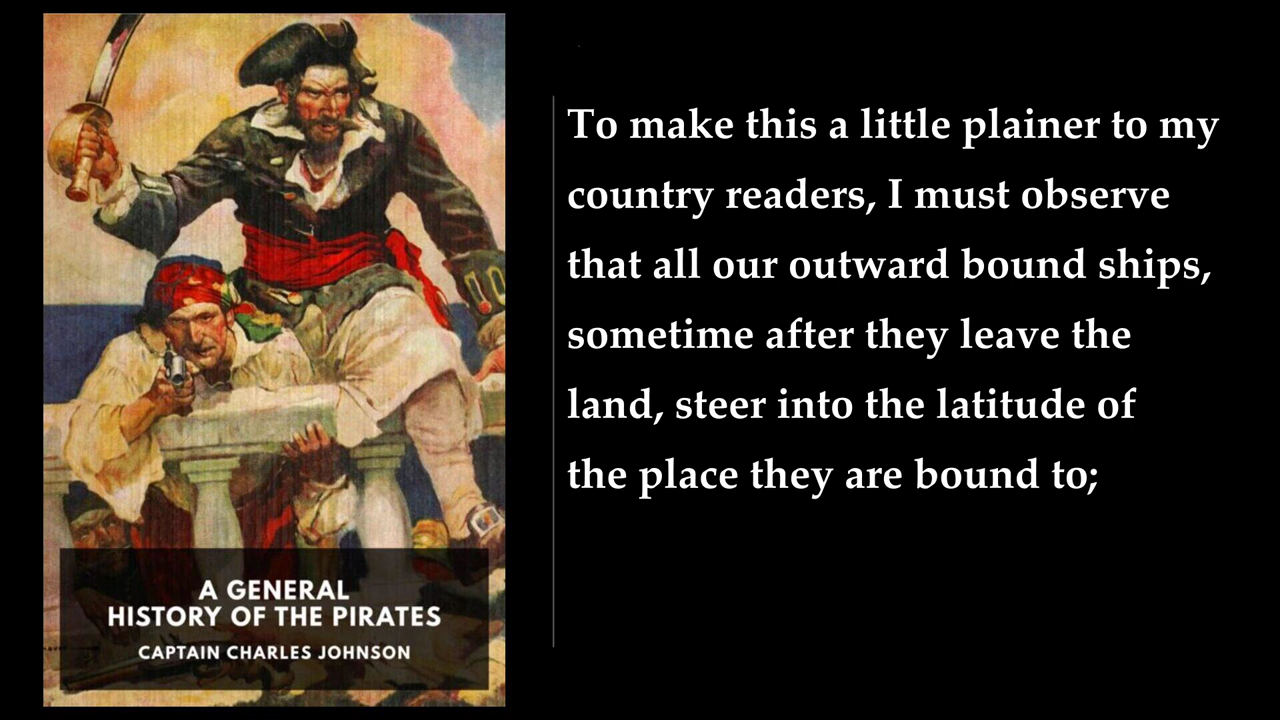 A GENERAL
HISTORY OF THE PIRATES
CAPTAIN CHARLES JOHNSON
To make this a little plainer to my
country readers, I must observe
that all our outward bound ships,
sometime after they leave the
land, steer into the latitude of
the place they are bound to;